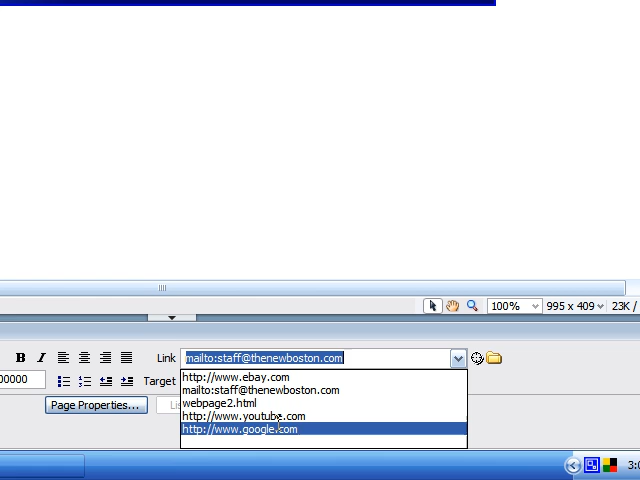 100%
995 x 409
23K /
B I
Link
mailto:staff@thenewboston.com
00000
Target
http://www.ebay.com
mailto:staff@thenewboston.com
webpage2.html
http://www.youtube.com
http://www.google.com
Page Properties...
Lis
3:0